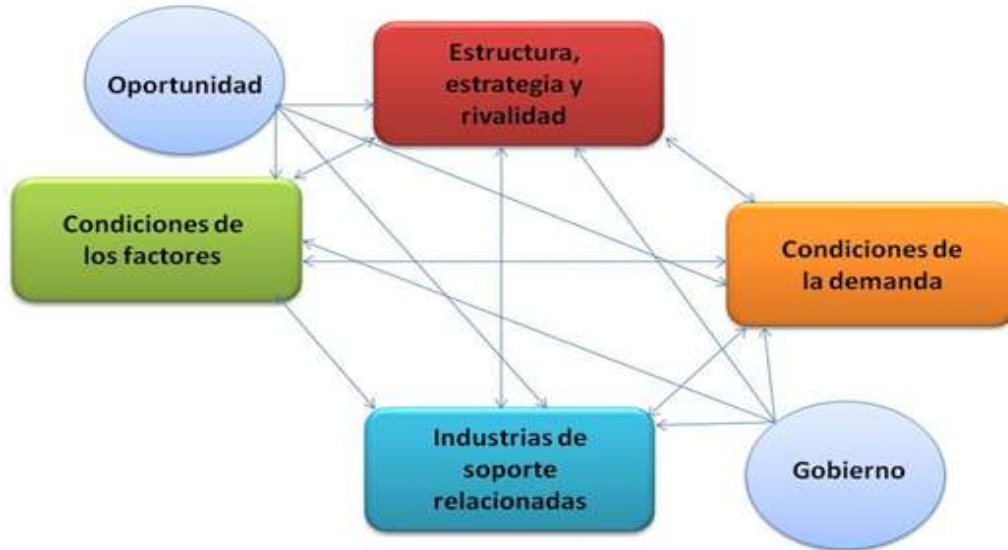 Oportunidad
Estructura,
estrategia y
rivalidad
Condiciones de
los factores
Condiciones de
la demanda
Industrias de
soporte
relacionadas
Gobierno